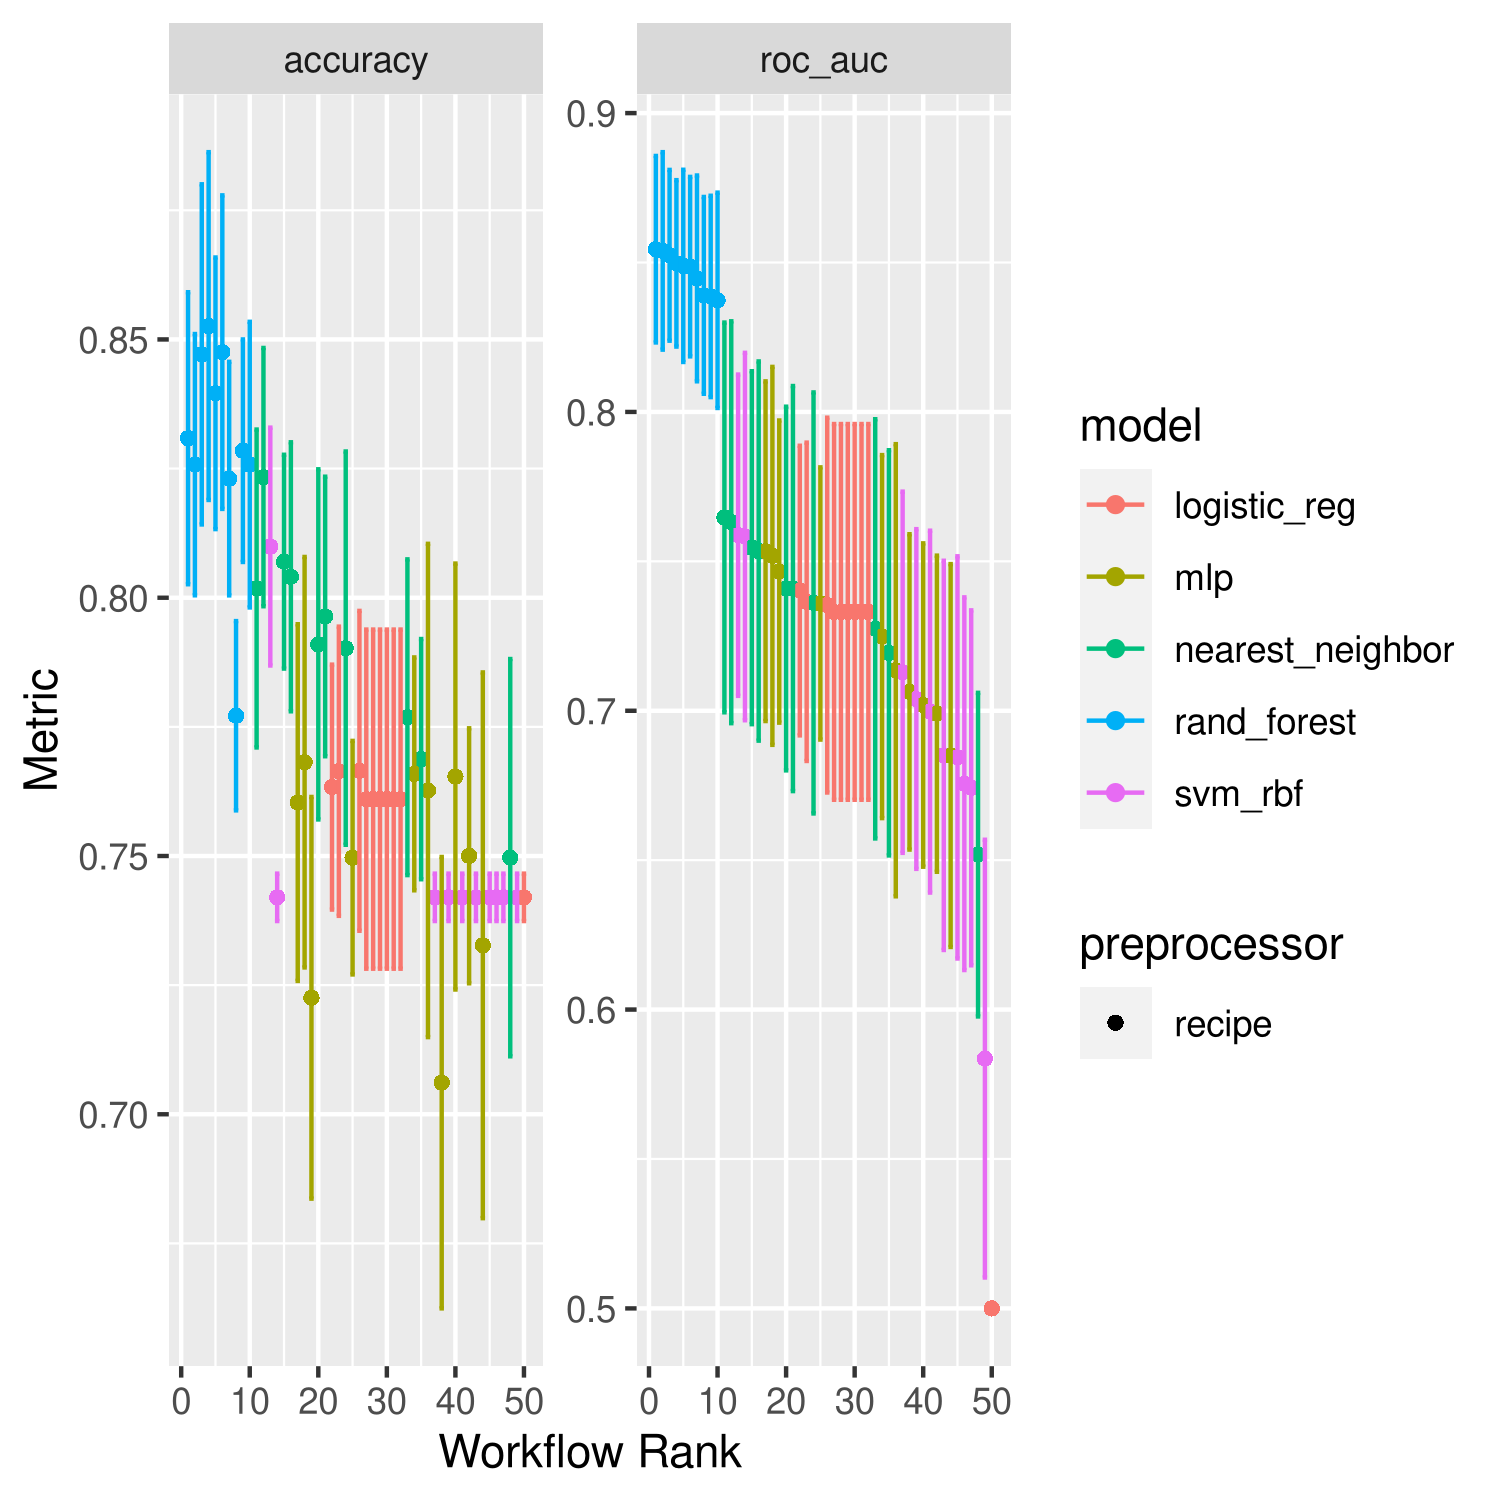 accuracy
roc_auc
0.85
0.80
0.75
0.70
0.9
0.8
0.7
0.6
0.5
0 10 20 30 40 50
0 10 20 30 40 50
Workflow Rank
Metric
model
logistic_reg
mlp
nearest_neighbor
rand_forest
svm_rbf
preprocessor
recipe